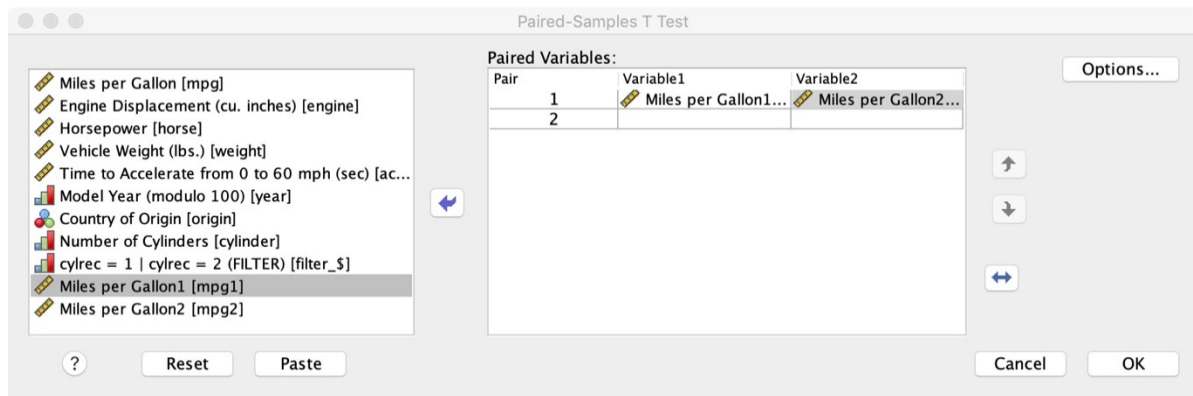 Paired-Samples T Test
Miles per Gallon [mpg]
Engine Displacement (cu. inches) [engine]
Horsepower [horse]
Vehicle Weight (lbs.) [weight]
Time to Accelerate from 0 to 60 mph (sec) [ac...
Model Year (modulo 100) [year]
Country of Origin [origin]
Number of Cylinders [cylinder]
cylrec = 1 | cylrec = 2 (FILTER) [filter_$]
Miles per Gallon1 [mpg1]
Miles per Gallon2 [mpg2]
Paired Variables:
Pair Variable1 Variable2
1 Miles per Gallon1... Miles per Gallon2...
2
Options...
? Reset Paste Cancel OK